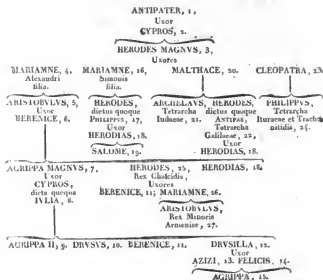 ANTIPATER, 1,
Uxor
CYPROS, 2.
HERODES MAGNVS, 3,
Uxores
MARIAMNE, 4, MARIAMNE, 16, MALTHACE, 20. CLEOPATRA, 23.
Alexandri Simonis
filia. filia.
ARISTOBVLVS, 5, HERODES, ARCHELAVS, HERODES, PHILIPPVS,
Uxor dictus quoque Tetrarcha dictus quoque Tetrarcha
BERENICE, 6. PHILIPPVS, 17, Iudaeae, 21. ANTIPAS, Ituraeae et Tracho
Uxor Tetrarcha nitidis, 24.
HERODIAS, 18. Galilaeae, 22,
SALOME, 19. Uxor
HERODIAS, 18.
AGRIPPA MAGNVS, 7, HERODES, 25, HERODIAS, 18.
Uxor Rex Chalcidis,
CYPROS, Uxores
dicta quoque BERENICE, 11; MARIAMNE, 26.
IVLIA, 8. ARISTOBVLVS,
Rex Minoris
Armeniae, 27.
AGRIPPA II, 9. DRVSVS, 10. BERENICE, 11. DRVSILLA, 12.
Uxor
AZIZI, 13. FELICIS, 14.
AGRIPPA, 15.